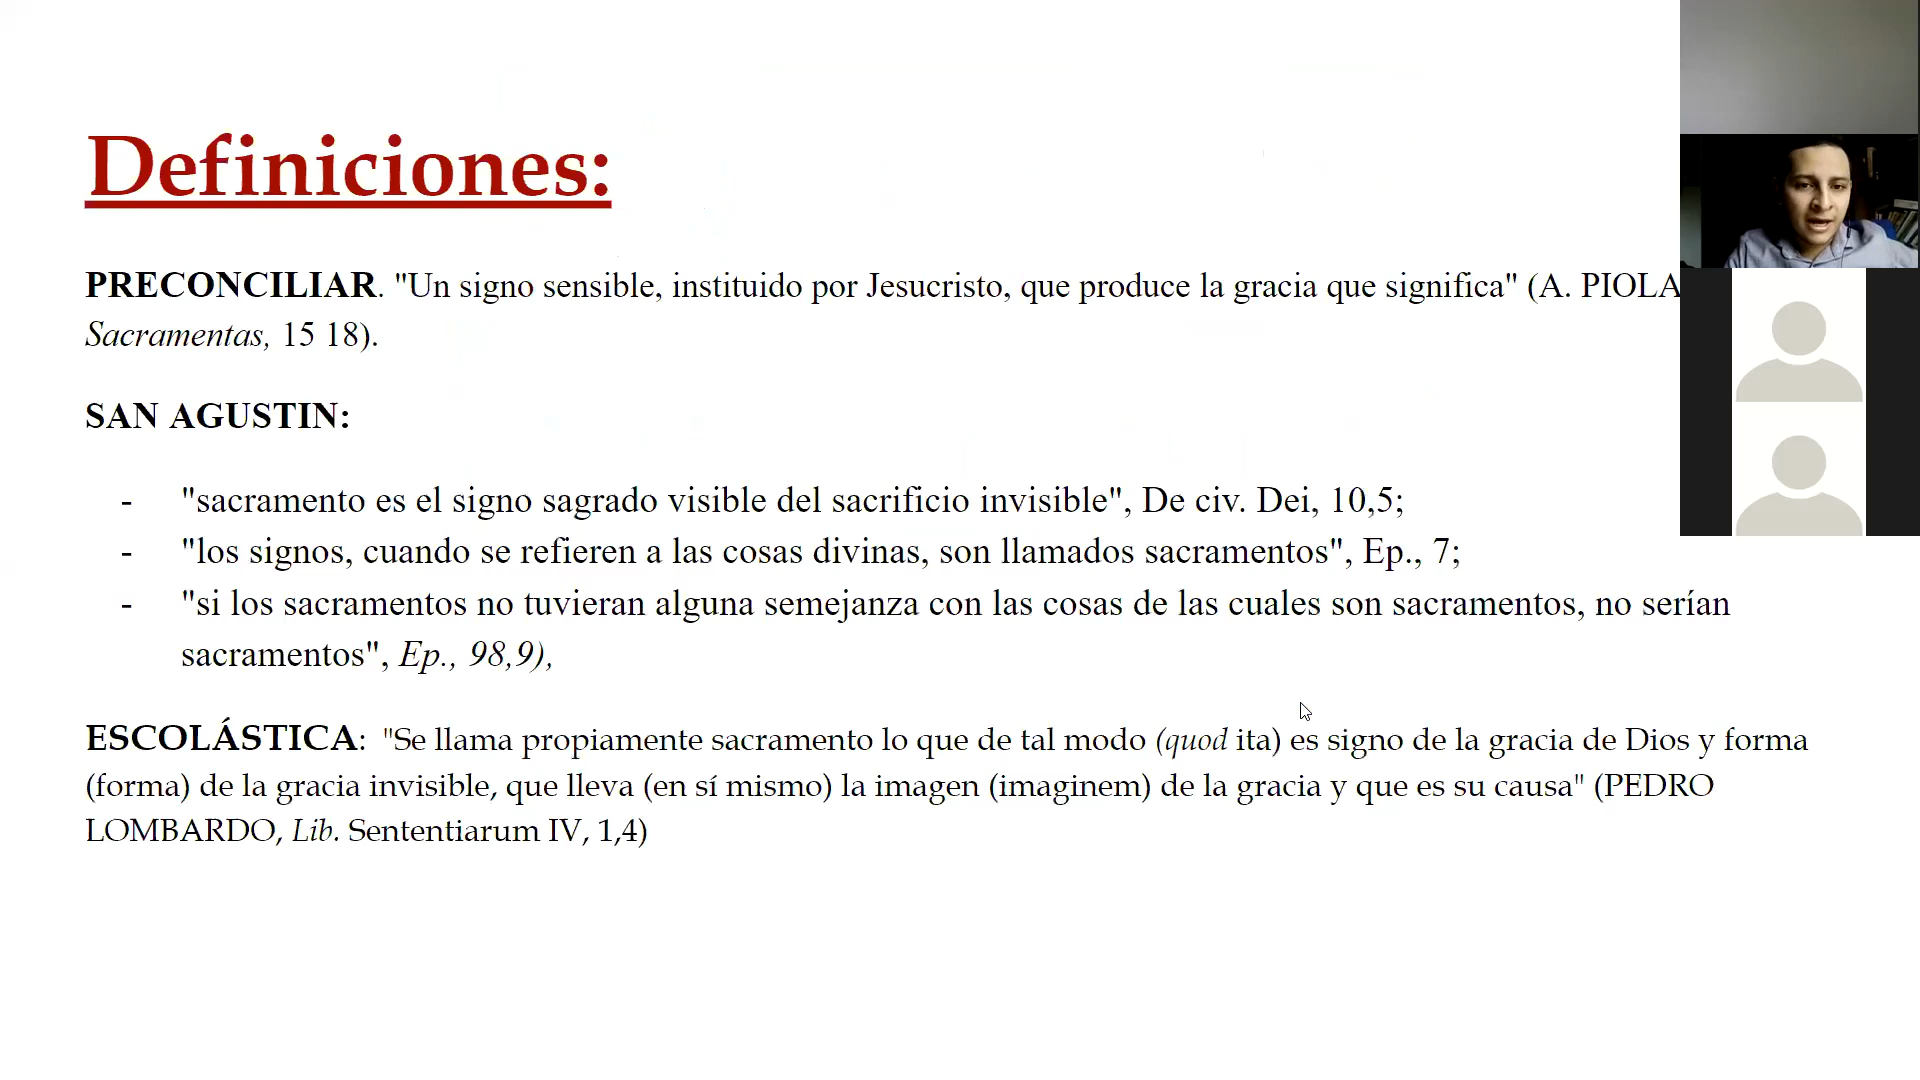 Definiciones:
PRECONCILIAR. "Un signo sensible, instituido por Jesucristo, que produce la gracia que significa" (A. PIOLA
Sacramentas, 15 18).
SAN AGUSTIN:
- "sacramento es el signo sagrado visible del sacrificio invisible", De civ. Dei, 10,5;
- "los signos, cuando se refieren a las cosas divinas, son llamados sacramentos", Ep., 7;
- "si los sacramentos no tuvieran alguna semejanza con las cosas de las cuales son sacramentos, no serían
sacramentos", Ep., 98,9),
ESCOLÁSTICA: "Se llama propiamente sacramento lo que de tal modo (quod ita) es signo de la gracia de Dios y forma
(forma) de la gracia invisible, que lleva (en sí mismo) la imagen (imaginem) de la gracia y que es su causa" (PEDRO
LOMBARDO, Lib. Sententiarum IV, 1,4)